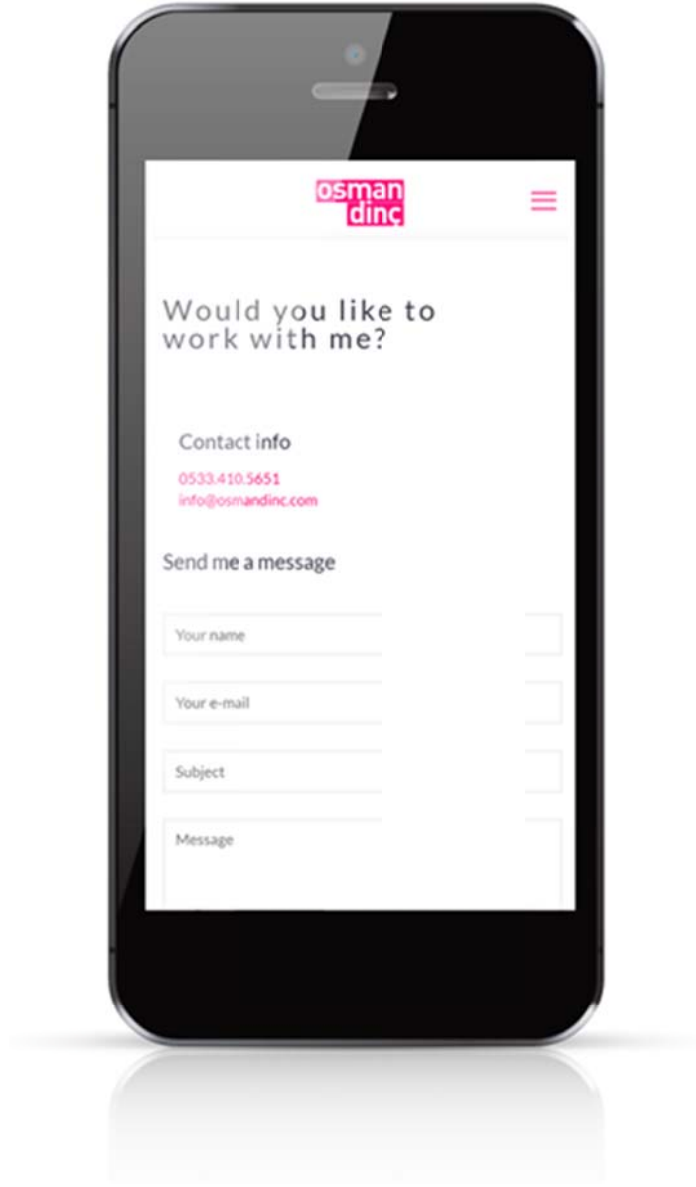 osman
dinç
Would you like to
work with me?
Contact info
0533.410.5651
info@osmandinc.com
Send me a message
Your name
Your e-mail
Subject
Message